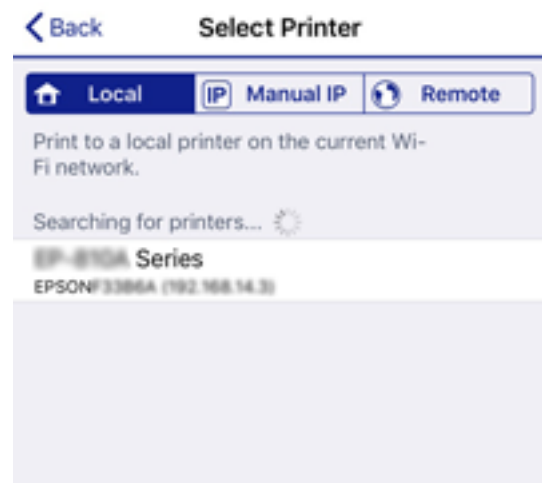 Back
Select Printer
Local
IP Manual IP
Remote
Print to a local printer on the current Wi-
Fi network.
Searching for printers...
Series
EPSON